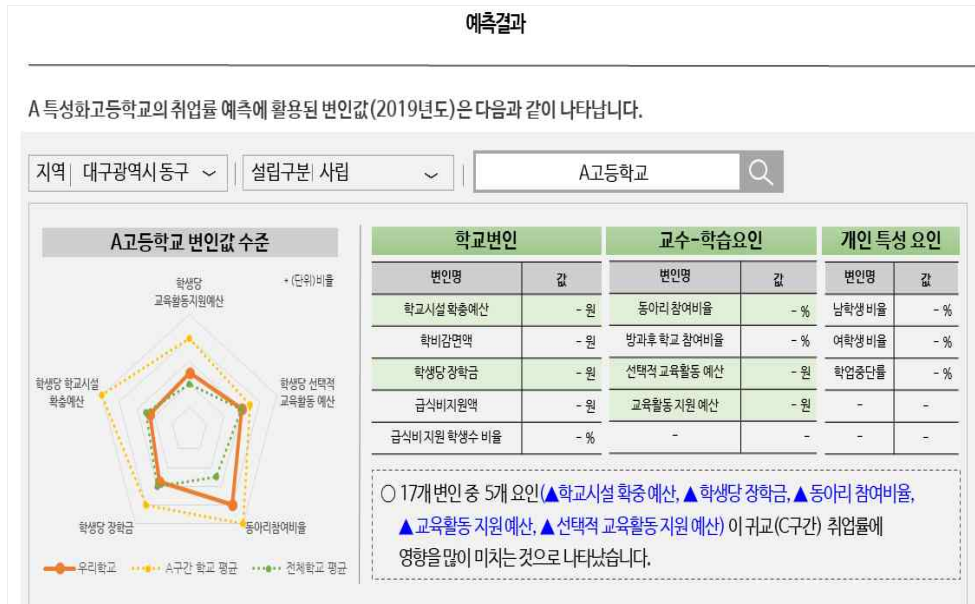 예측결과
A 특성화고등학교의 취업률 예측에 활용된 변인값(2019년도)은 다음과 같이 나타납니다.
지역 | 대구광역시 동구 | 설립구분| 사립 | A고등학교
A고등학교 변인값 수준
+ (단위)비율
학생당
교육활동지원예산
학생당 학교시설
확충예산
학생당 선택적
교육활동 예산
학생당 장학금
동아리참여비율
우리학교 A구간 학교 평균 전체학교 평균
학교변인
변인명 값
학교시설 확충예산 - 원
학비감면액 - 원
학생당 장학금 - 원
급식비지원액 - 원
급식비 지원 학생수 비율 - %
교수-학습요인
변인명 값
동아리 참여비율 - %
방과후 학교 참여비율 - %
선택적 교육활동 예산 - 원
교육활동 지원 예산 - 원
- -
개인 특성 요인
변인명 값
남학생 비율 - %
여학생 비율 - %
학업중단률 - %
- -
- -
○ 17개 변인 중 5개 요인(▲학교시설 확중 예산, ▲학생당 장학금, ▲동아리 참여비율,
▲교육활동 지원 예산, ▲선택적 교육활동 지원 예산) 이 귀교(C구간) 취업률에
영향을 많이 미치는 것으로 나타났습니다.